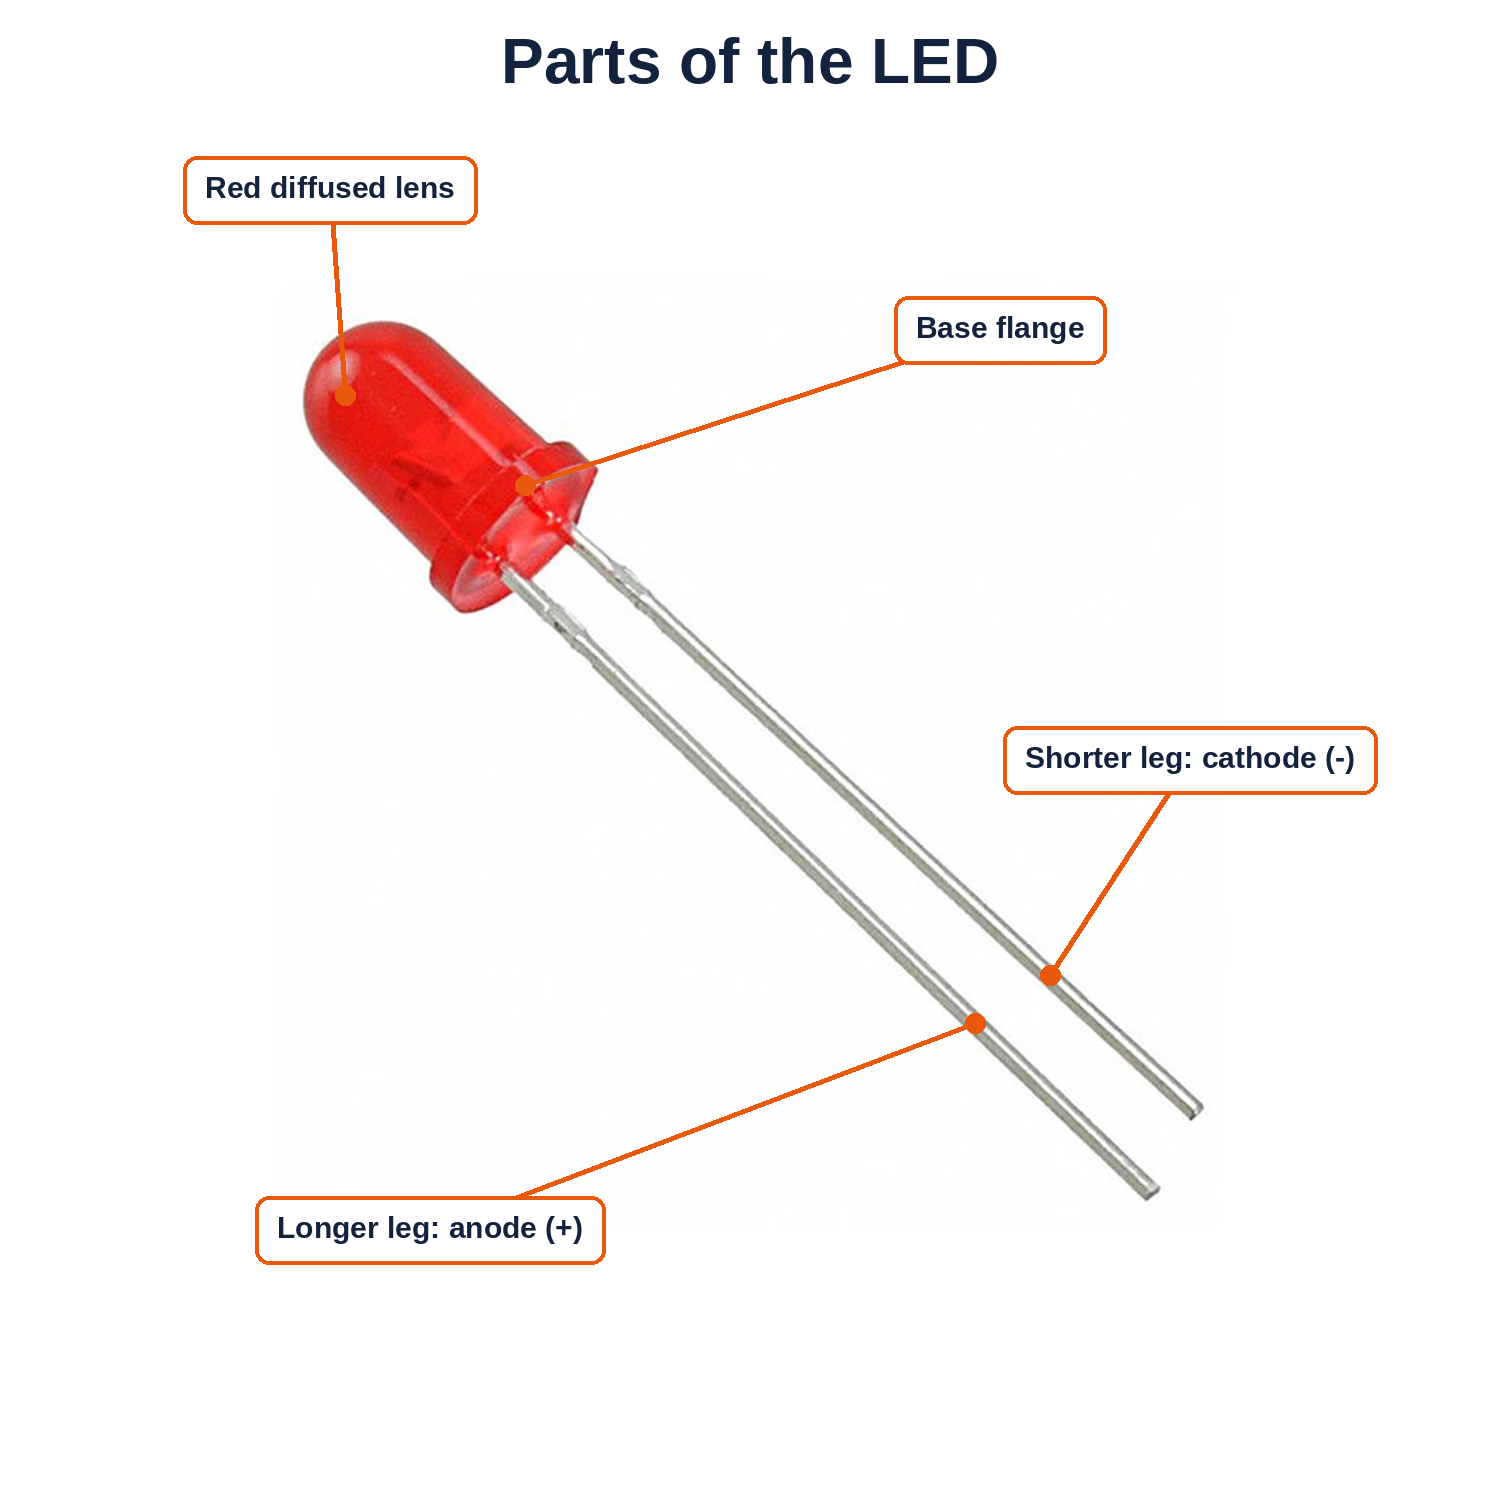 Parts of the LED
Red diffused lens
Base flange
Shorter leg: cathode (-)
Longer leg: anode (+)